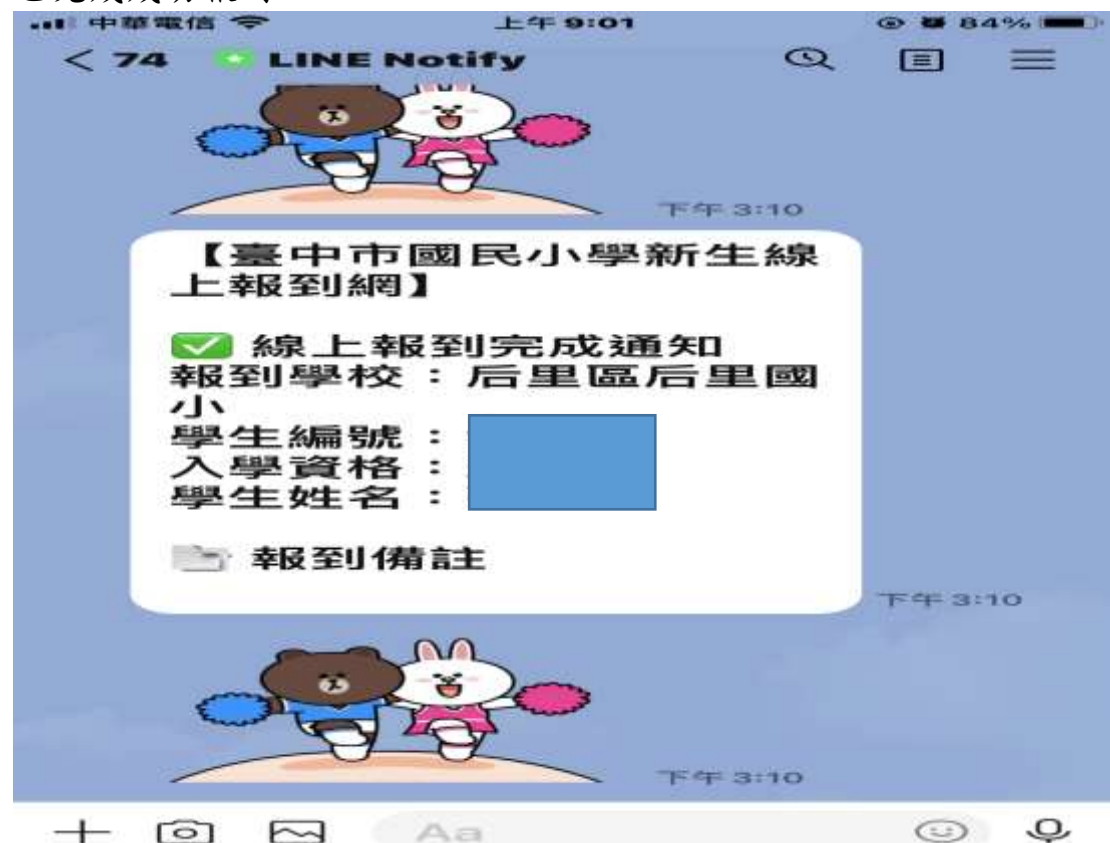 中華電信 上午 9:01 84%
< 74 LINE Notify
下午 3:10
【臺中市國民小學新生線
上報到網】
✅ 線上報到完成通知
報到學校：后里區后里國
小
學生編號：
入學資格：
學生姓名：
報到備註
下午 3:10
下午 3:10
Aa